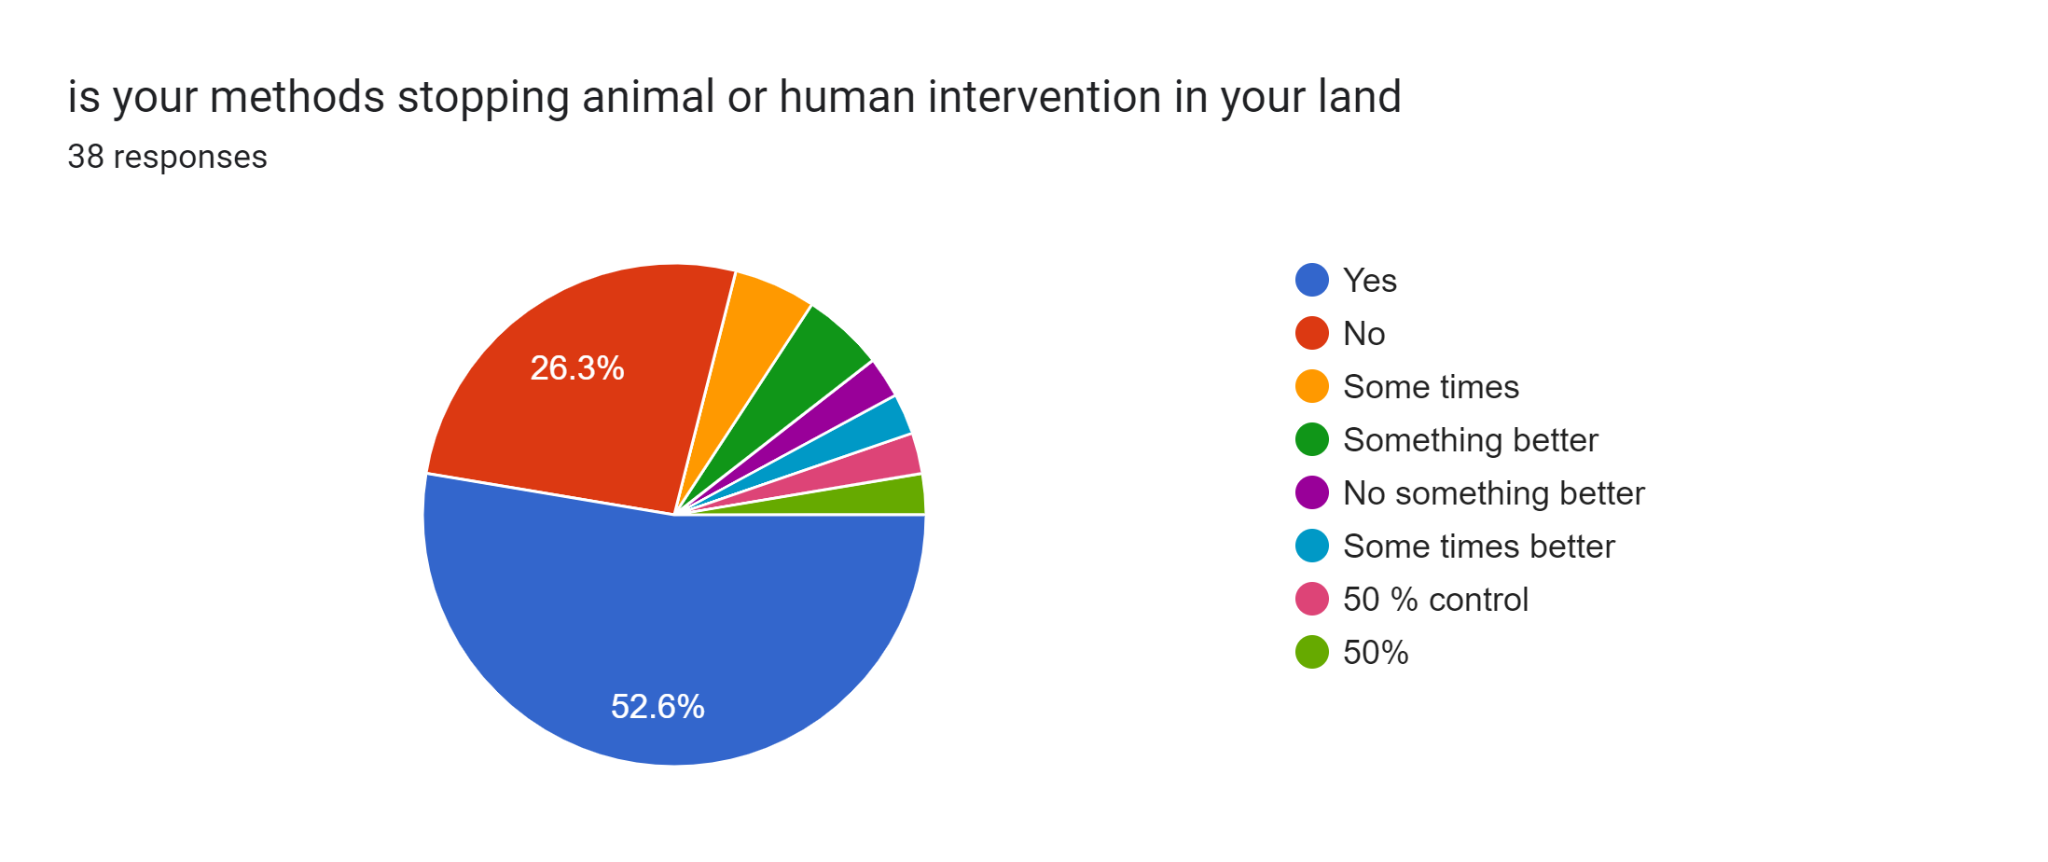 is your methods stopping animal or human intervention in your land
38 responses
26.3%
52.6%
Yes
No
Some times
Something better
No something better
Some times better
50 % control
50%